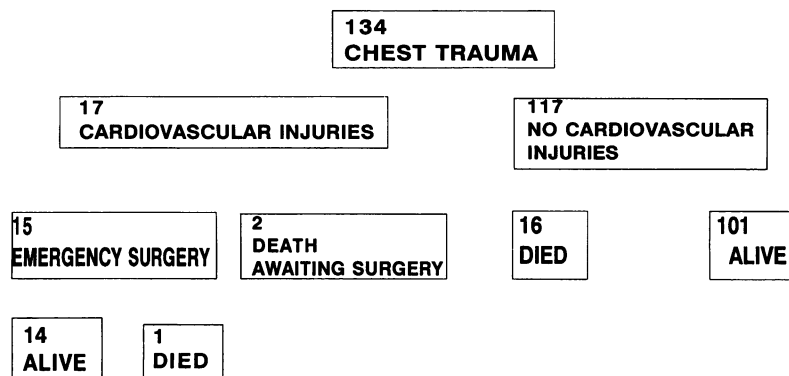 134
CHEST TRAUMA
17
CARDIOVASCULAR INJURIES
117
NO CARDIOVASCULAR
INJURIES
15
EMERGENCY SURGERY
2
DEATH
AWAITING SURGERY
16
DIED
101
ALIVE
14
ALIVE
1
DIED